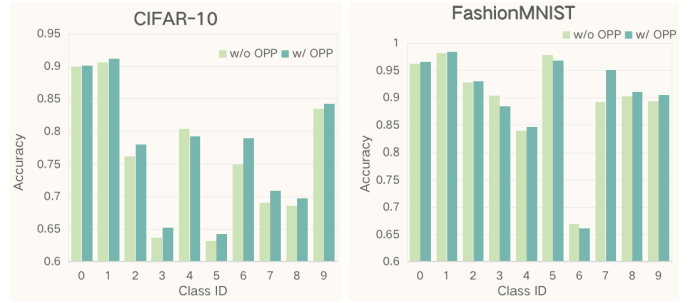 CIFAR-10
0.95
0.9
0.85
0.8
0.75
0.7
0.65
0.6
Accuracy
w/o OPP w/ OPP
0 1 2 3 4 5 6 7 8 9
Class ID
FashionMNIST
1
0.95
0.9
0.85
0.8
0.75
0.7
0.65
0.6
Accuracy
w/o OPP w/ OPP
0 1 2 3 4 5 6 7 8 9
Class ID